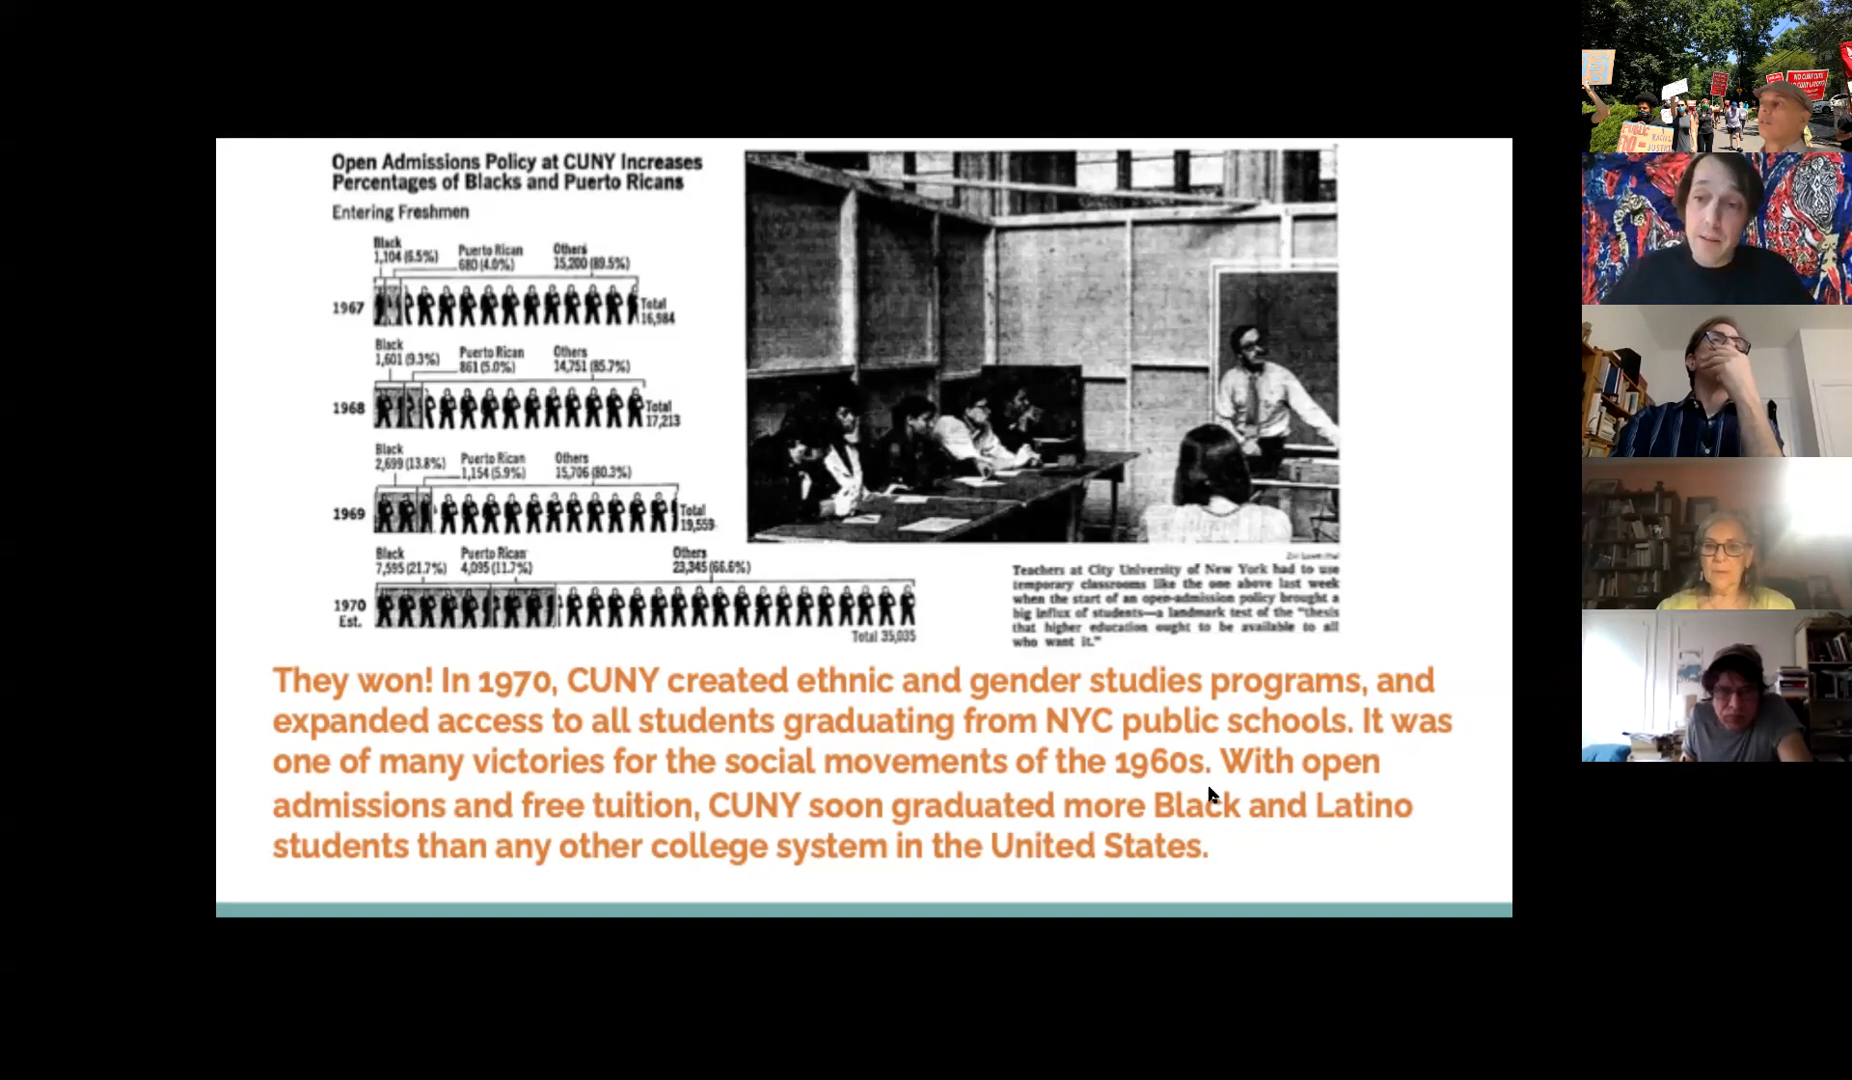 Open Admissions Policy at CUNY Increases
Percentages of Blacks and Puerto Ricans
Entering Freshmen
Black
1,104 (6.5%)
Puerto Rican
680 (4.0%)
Others
15,200 (89.5%)
1967
Total
16,984
Black
1,601 (9.3%)
Puerto Rican
861 (5.0%)
Others
14,751 (85.7%)
1968
Total
17,213
Black
2,699 (13.8%)
Puerto Rican
1,154 (5.9%)
Others
15,706 (80.3%)
1969
Total
19,559
Black
7,595 (21.7%)
Puerto Rican
4,095 (11.7%)
Others
23,345 (66.6%)
1970
Est.
Total 35,035
Teachers at City University of New York had to use
temporary classrooms like the one above last week
when the start of an open-admission policy brought a
big influx of students—a landmark test of the "thesis
that higher education ought to be available to all
who want it."
They won! In 1970, CUNY created ethnic and gender studies programs, and
expanded access to all students graduating from NYC public schools. It was
one of many victories for the social movements of the 1960s. With open
admissions and free tuition, CUNY soon graduated more Black and Latino
students than any other college system in the United States.
PUBLIC